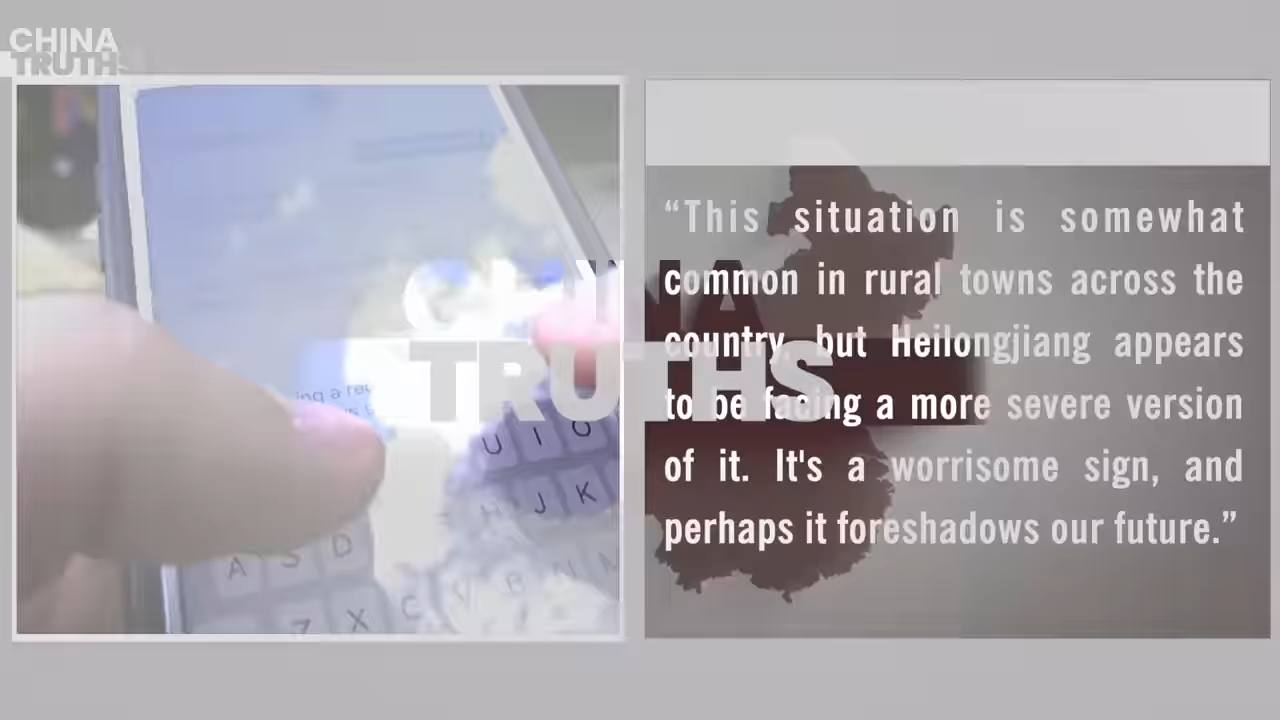 CHINA
TRUTHS
“This situation is somewhat
common in rural towns across the
country, but Heilongjiang appears
to be facing a more severe version
of it. It's a worrisome sign, and
perhaps it foreshadows our future.”
CHINA
TRUTHS
U I O
J K
A S D
Z X C V B N M